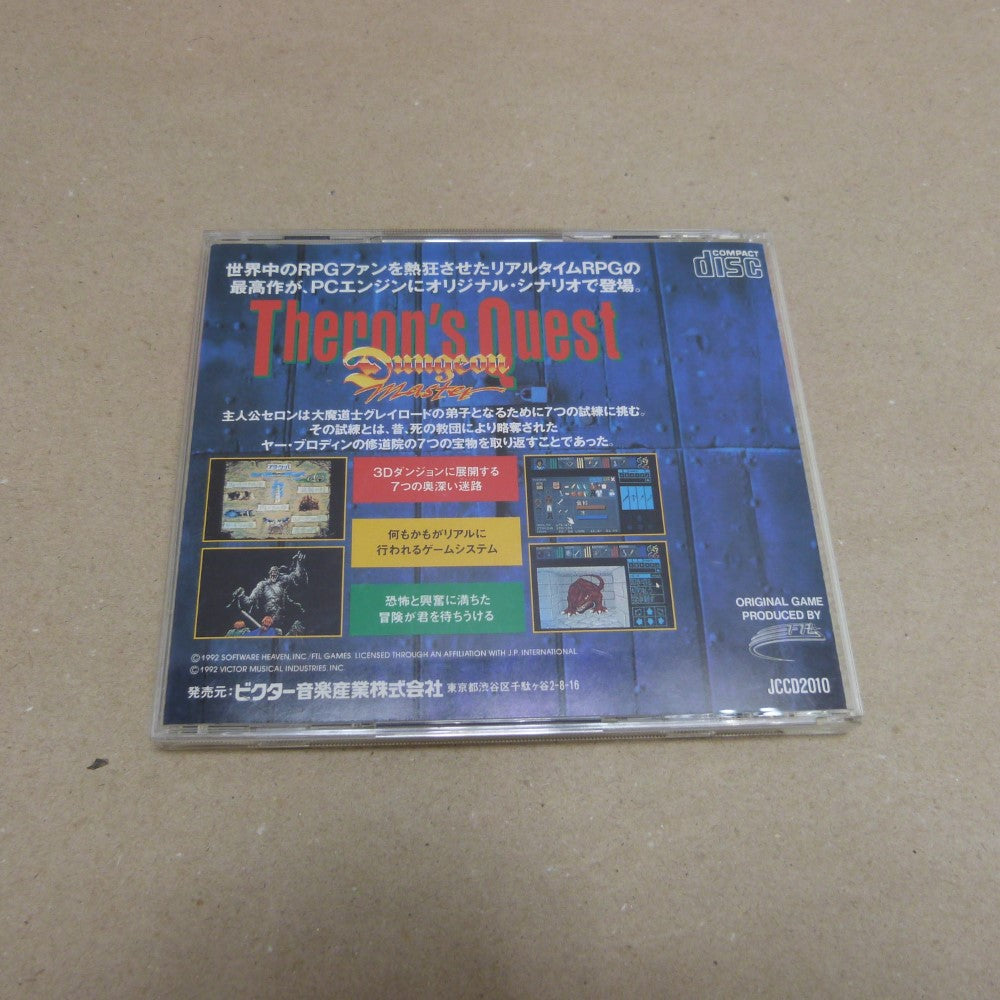 COMPACT
disc
世界中のRPGファンを熱狂させたリアルタイムRPGの
最高作が、PCエンジンにオリジナル・シナリオで登場。
Theron's Quest
Dungeon
Master
主人公セロンは大魔道士グレイロードの弟子となるために7つの試練に挑む。
その試練とは、昔、死の教団により略奪された
ヤー・ブロディンの修道院の7つの宝物を取り返すことであった。
3Dダンジョンに展開する
7つの奥深い迷路
何もかもがリアルに
行われるゲームシステム
恐怖と興奮に満ちた
冒険が君を待ちうける
ORIGINAL GAME
PRODUCED BY
FTL
©1992 SOFTWARE HEAVEN, INC./FTL GAMES. LICENSED THROUGH AN AFFILIATION WITH J.P. INTERNATIONAL.
©1992 VICTOR MUSICAL INDUSTRIES, INC.
発売元:ビクター音楽産業株式会社 東京都渋谷区千駄ヶ谷2-8-16
JCCD2010